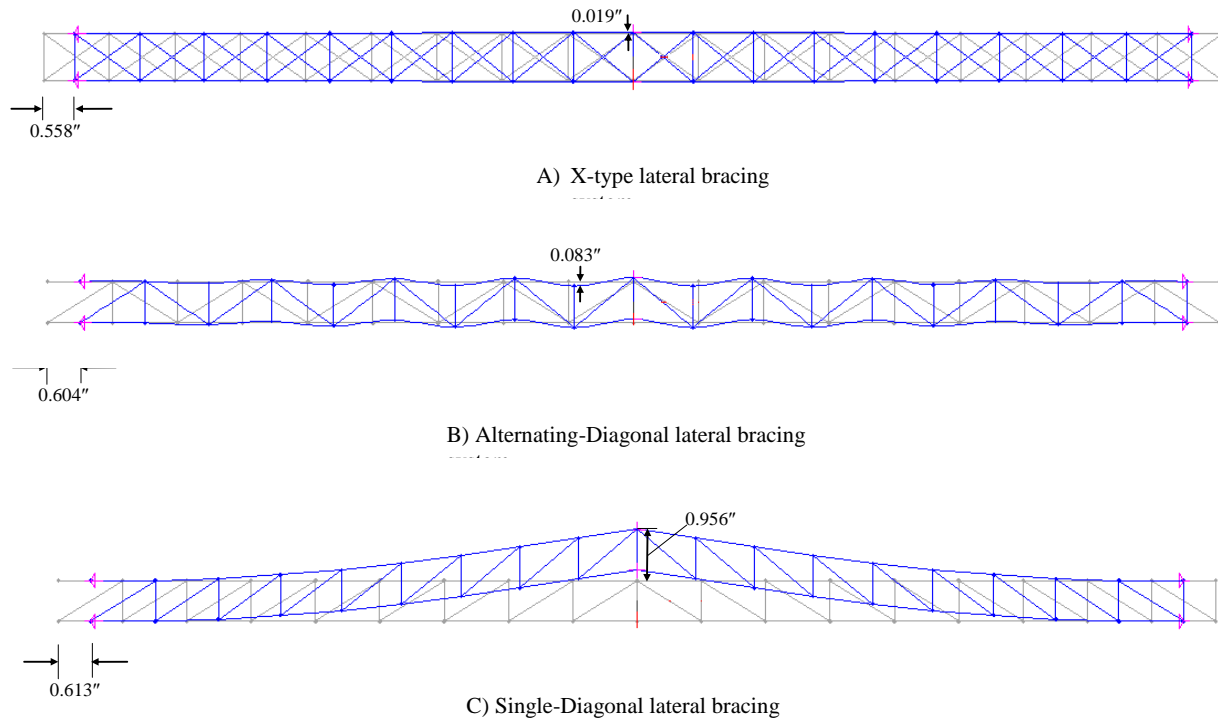 0.019″
0.558″
A) X-type lateral bracing
0.083″
0.604″
B) Alternating-Diagonal lateral bracing
0.956″
0.613″
C) Single-Diagonal lateral bracing